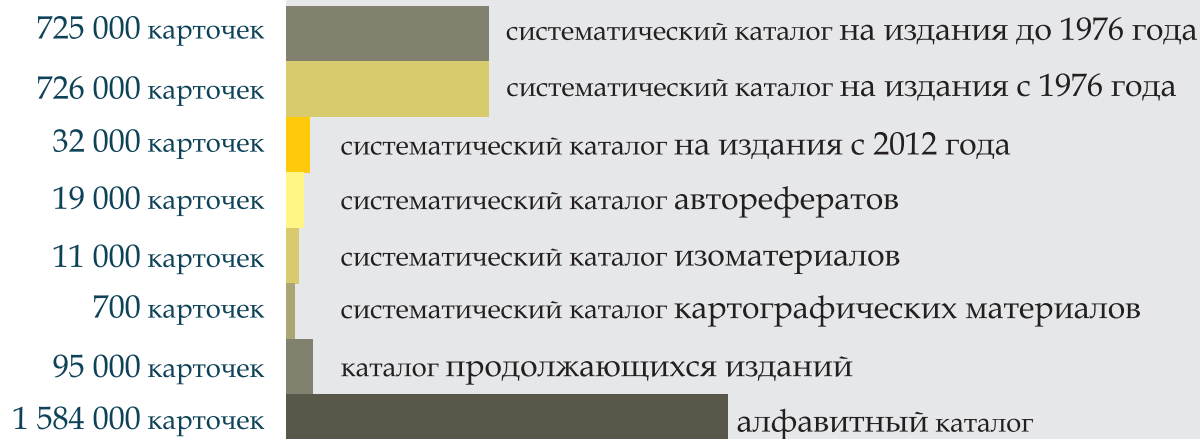 725 000 карточек систематический каталог на издания до 1976 года
726 000 карточек систематический каталог на издания с 1976 года
32 000 карточек систематический каталог на издания с 2012 года
19 000 карточек систематический каталог авторефератов
11 000 карточек систематический каталог изоматериалов
700 карточек систематический каталог картографических материалов
95 000 карточек каталог продолжающихся изданий
1 584 000 карточек алфавитный каталог